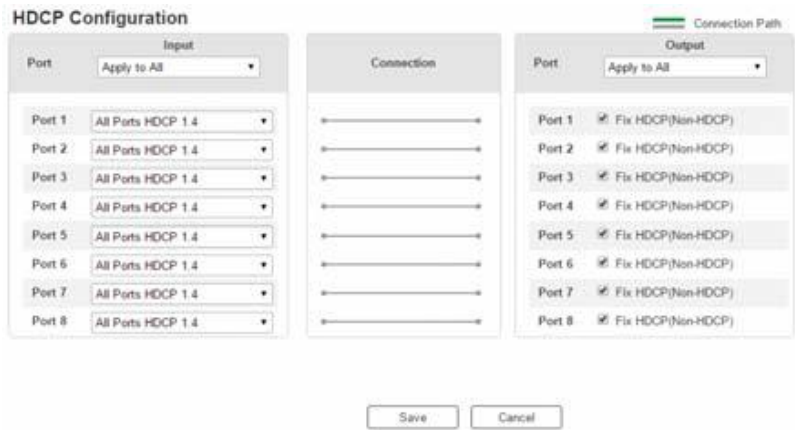 HDCP Configuration
Connection Path
Input
Port Apply to All
Connection
Output
Port Apply to All
Port 1 All Ports HDCP 1.4 Port 1 Fix HDCP(Non-HDCP)
Port 2 All Ports HDCP 1.4 Port 2 Fix HDCP(Non-HDCP)
Port 3 All Ports HDCP 1.4 Port 3 Fix HDCP(Non-HDCP)
Port 4 All Ports HDCP 1.4 Port 4 Fix HDCP(Non-HDCP)
Port 5 All Ports HDCP 1.4 Port 5 Fix HDCP(Non-HDCP)
Port 6 All Ports HDCP 1.4 Port 6 Fix HDCP(Non-HDCP)
Port 7 All Ports HDCP 1.4 Port 7 Fix HDCP(Non-HDCP)
Port 8 All Ports HDCP 1.4 Port 8 Fix HDCP(Non-HDCP)
Save Cancel